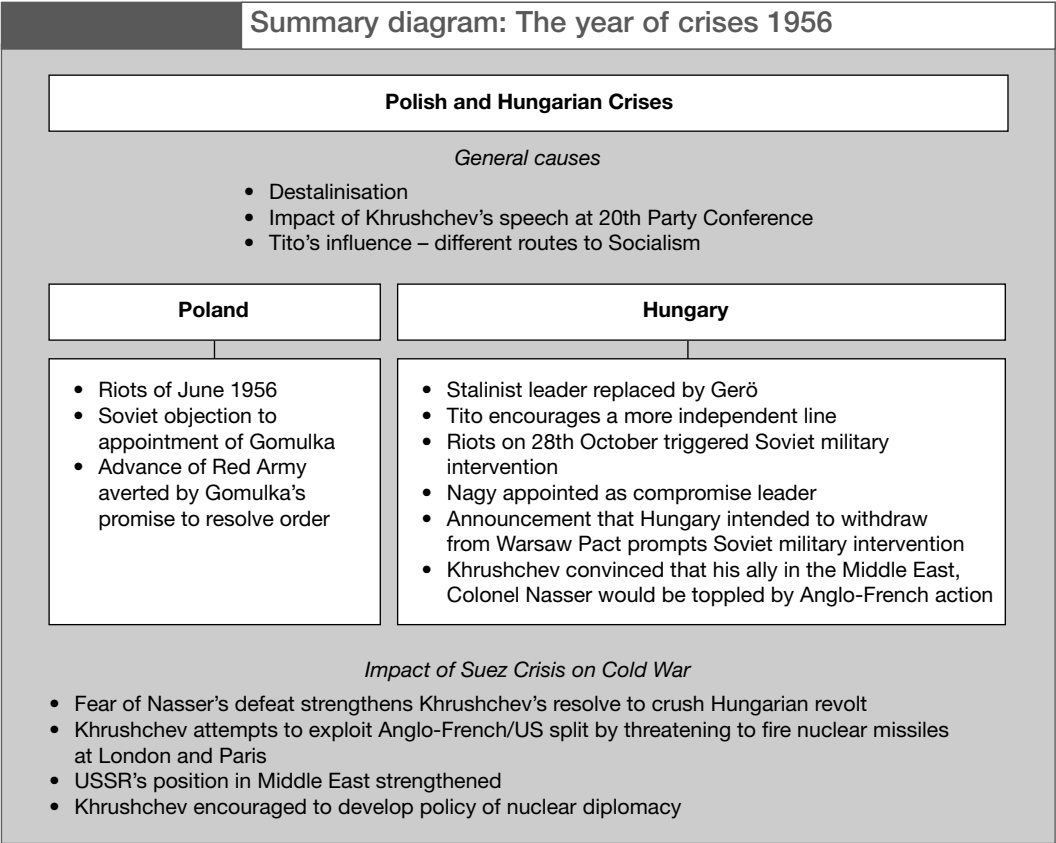 Summary diagram: The year of crises 1956
Polish and Hungarian Crises
General causes
• Destalinisation
• Impact of Khrushchev's speech at 20th Party Conference
• Tito's influence – different routes to Socialism
Poland
• Riots of June 1956
• Soviet objection to
appointment of Gomulka
• Advance of Red Army
averted by Gomulka's
promise to resolve order
Hungary
• Stalinist leader replaced by Gerö
• Tito encourages a more independent line
• Riots on 28th October triggered Soviet military
intervention
• Nagy appointed as compromise leader
• Announcement that Hungary intended to withdraw
from Warsaw Pact prompts Soviet military intervention
• Khrushchev convinced that his ally in the Middle East,
Colonel Nasser would be toppled by Anglo-French action
Impact of Suez Crisis on Cold War
• Fear of Nasser's defeat strengthens Khrushchev's resolve to crush Hungarian revolt
• Khrushchev attempts to exploit Anglo-French/US split by threatening to fire nuclear missiles
at London and Paris
• USSR's position in Middle East strengthened
• Khrushchev encouraged to develop policy of nuclear diplomacy